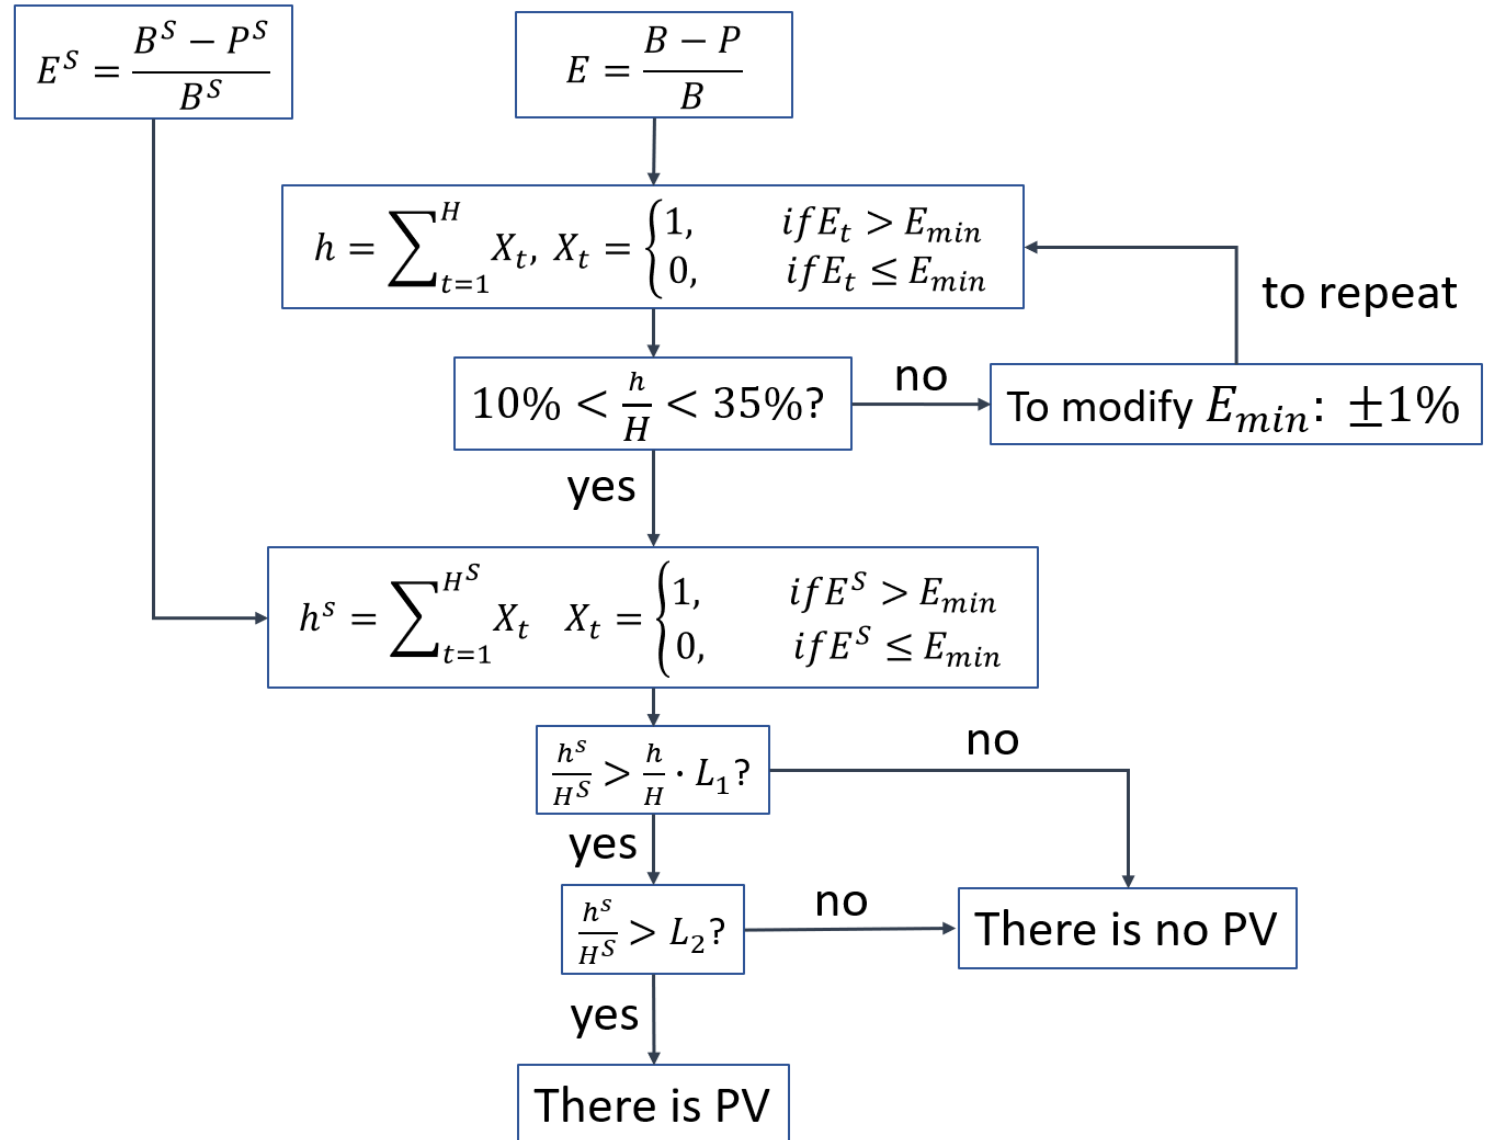 E^S = (B^S − P^S) / B^S
E = (B − P) / B
h = ∑_{t=1}^{H} X_t, X_t = { 1, if E_t > E_min
0, if E_t ≤ E_min
to repeat
10% < h/H < 35%?
no
To modify E_min: ±1%
yes
h^s = ∑_{t=1}^{H^S} X_t X_t = { 1, if E^S > E_min
0, if E^S ≤ E_min
h^s/H^S > h/H · L_1?
no
yes
h^s/H^S > L_2?
no
There is no PV
yes
There is PV